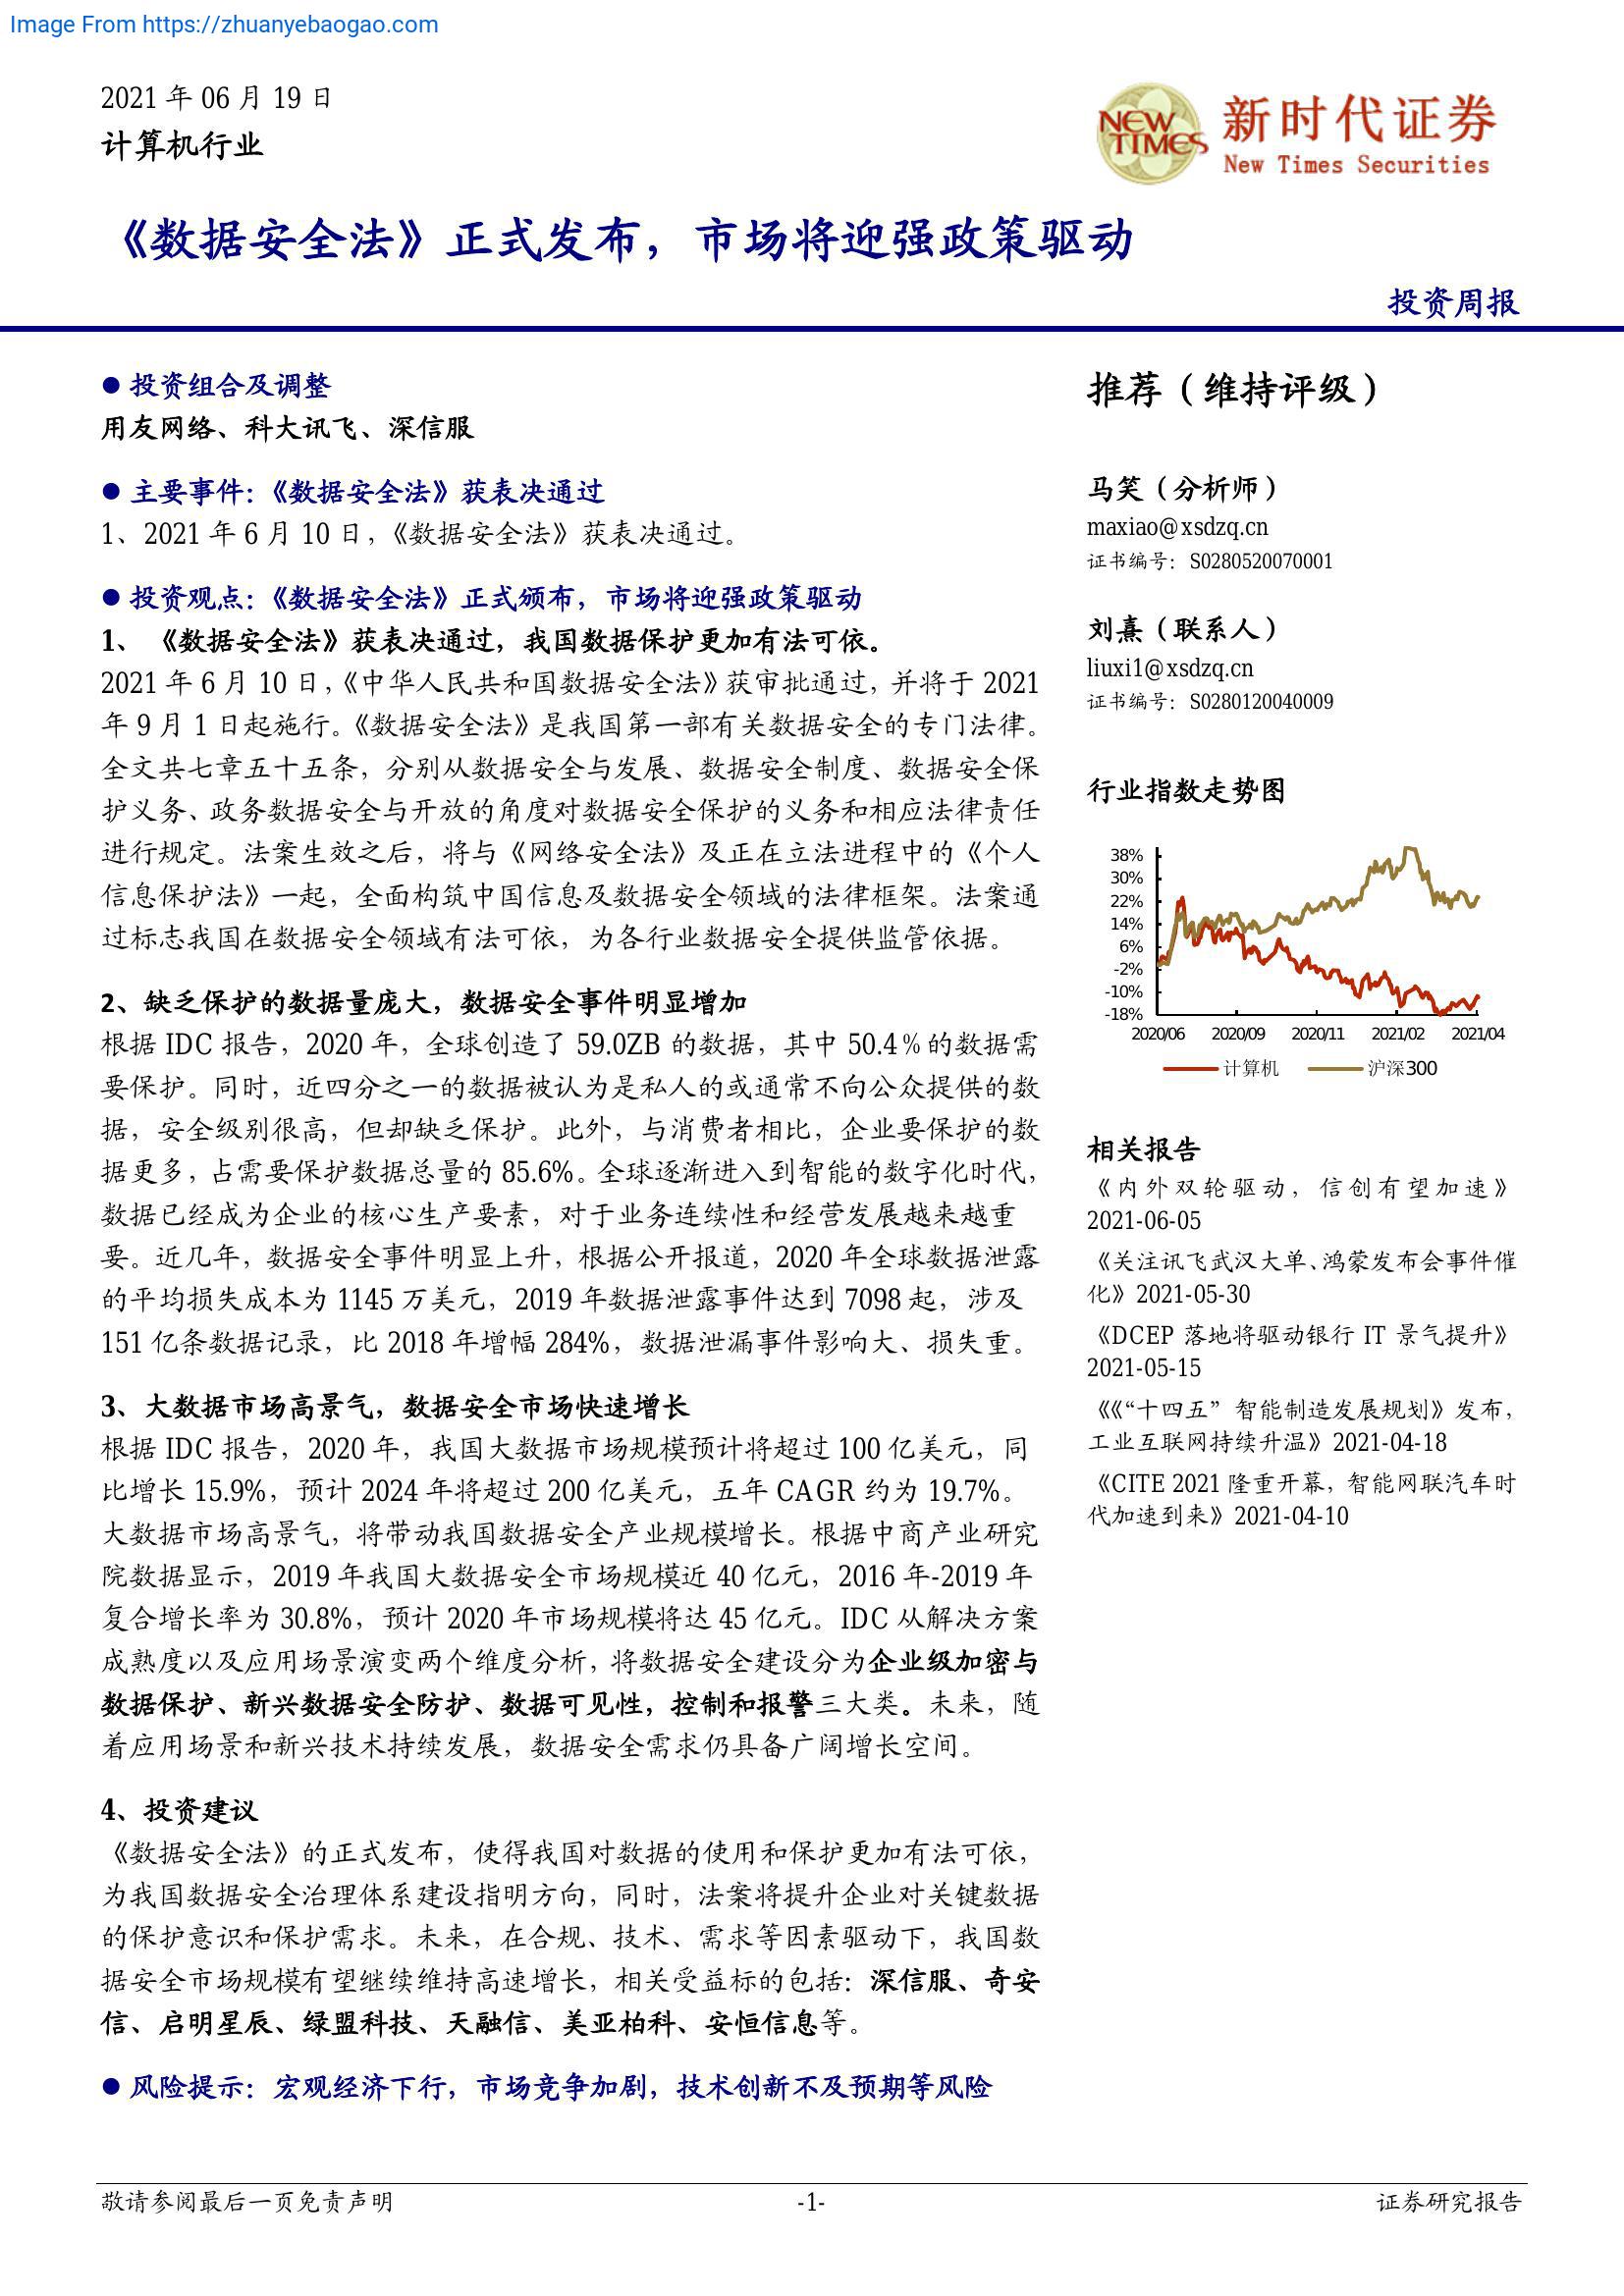 Image From https://zhuanyebaogao.com
2021 年 06 月 19 日
计算机行业
NEW TIMES
新时代证券
New Times Securities
《数据安全法》正式发布，市场将迎强政策驱动
投资周报
● 投资组合及调整
用友网络、科大讯飞、深信服
● 主要事件：《数据安全法》获表决通过
1、2021 年 6 月 10 日，《数据安全法》获表决通过。
● 投资观点：《数据安全法》正式颁布，市场将迎强政策驱动
1、 《数据安全法》获表决通过，我国数据保护更加有法可依。
2021 年 6 月 10 日，《中华人民共和国数据安全法》获审批通过，并将于 2021
年 9 月 1 日起施行。《数据安全法》是我国第一部有关数据安全的专门法律。
全文共七章五十五条，分别从数据安全与发展、数据安全制度、数据安全保
护义务、政务数据安全与开放的角度对数据安全保护的义务和相应法律责任
进行规定。法案生效之后，将与《网络安全法》及正在立法进程中的《个人
信息保护法》一起，全面构筑中国信息及数据安全领域的法律框架。法案通
过标志我国在数据安全领域有法可依，为各行业数据安全提供监管依据。
2、缺乏保护的数据量庞大，数据安全事件明显增加
根据 IDC 报告，2020 年，全球创造了 59.0ZB 的数据，其中 50.4％的数据需
要保护。同时，近四分之一的数据被认为是私人的或通常不向公众提供的数
据，安全级别很高，但却缺乏保护。此外，与消费者相比，企业要保护的数
据更多，占需要保护数据总量的 85.6%。全球逐渐进入到智能的数字化时代，
数据已经成为企业的核心生产要素，对于业务连续性和经营发展越来越重
要。近几年，数据安全事件明显上升，根据公开报道，2020 年全球数据泄露
的平均损失成本为 1145 万美元，2019 年数据泄露事件达到 7098 起，涉及
151 亿条数据记录，比 2018 年增幅 284%，数据泄漏事件影响大、损失重。
3、大数据市场高景气，数据安全市场快速增长
根据 IDC 报告，2020 年，我国大数据市场规模预计将超过 100 亿美元，同
比增长 15.9%，预计 2024 年将超过 200 亿美元，五年 CAGR 约为 19.7%。
大数据市场高景气，将带动我国数据安全产业规模增长。根据中商产业研究
院数据显示，2019 年我国大数据安全市场规模近 40 亿元，2016 年-2019 年
复合增长率为 30.8%，预计 2020 年市场规模将达 45 亿元。IDC 从解决方案
成熟度以及应用场景演变两个维度分析，将数据安全建设分为企业级加密与
数据保护、新兴数据安全防护、数据可见性，控制和报警三大类。未来，随
着应用场景和新兴技术持续发展，数据安全需求仍具备广阔增长空间。
4、投资建议
《数据安全法》的正式发布，使得我国对数据的使用和保护更加有法可依，
为我国数据安全治理体系建设指明方向，同时，法案将提升企业对关键数据
的保护意识和保护需求。未来，在合规、技术、需求等因素驱动下，我国数
据安全市场规模有望继续维持高速增长，相关受益标的包括：深信服、奇安
信、启明星辰、绿盟科技、天融信、美亚柏科、安恒信息等。
● 风险提示：宏观经济下行，市场竞争加剧，技术创新不及预期等风险
推荐（维持评级）
马笑（分析师）
maxiao@xsdzq.cn
证书编号：S0280520070001
刘熹（联系人）
liuxi1@xsdzq.cn
证书编号：S0280120040009
行业指数走势图
38%
30%
22%
14%
6%
-2%
-10%
-18%
2020/06 2020/09 2020/11 2021/02 2021/04
计算机 沪深300
相关报告
《内外双轮驱动，信创有望加速》
2021-06-05
《关注讯飞武汉大单、鸿蒙发布会事件催
化》2021-05-30
《DCEP 落地将驱动银行 IT 景气提升》
2021-05-15
《《“十四五”智能制造发展规划》发布，
工业互联网持续升温》2021-04-18
《CITE 2021 隆重开幕，智能网联汽车时
代加速到来》2021-04-10
敬请参阅最后一页免责声明 -1- 证券研究报告